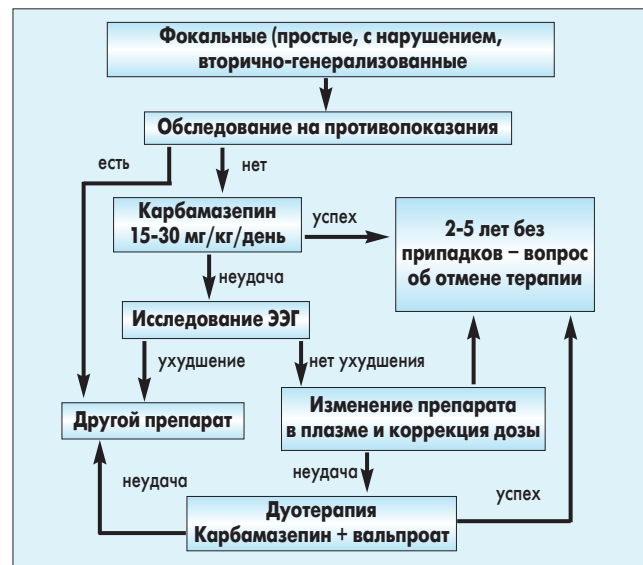 Фокальные (простые, с нарушением,
вторично-генерализованные
Обследование на противопоказания
есть
нет
Карбамазепин
15-30 мг/кг/день
успех
2-5 лет без
припадков – вопрос
об отмене терапии
неудача
Исследование ЭЭГ
ухудшение
нет ухудшения
Другой препарат
Изменение препарата
в плазме и коррекция дозы
неудача
неудача
успех
Дуотерапия
Карбамазепин + вальпроат